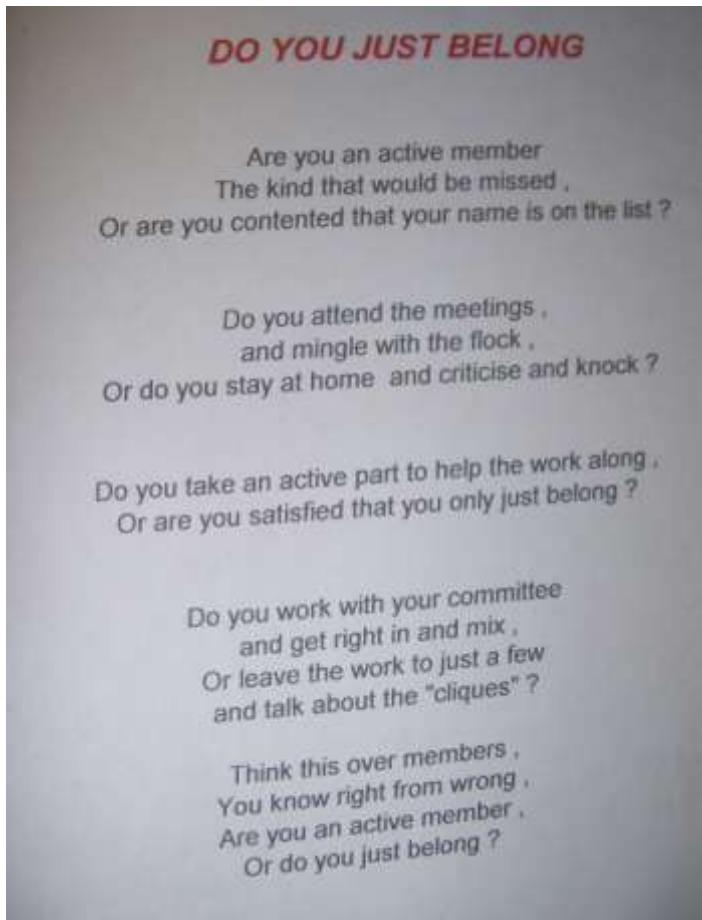 DO YOU JUST BELONG
Are you an active member
The kind that would be missed ,
Or are you contented that your name is on the list ?
Do you attend the meetings ,
and mingle with the flock ,
Or do you stay at home and criticise and knock ?
Do you take an active part to help the work along ,
Or are you satisfied that you only just belong ?
Do you work with your committee
and get right in and mix ,
Or leave the work to just a few
and talk about the "cliques" ?
Think this over members ,
You know right from wrong ,
Are you an active member ,
Or do you just belong ?